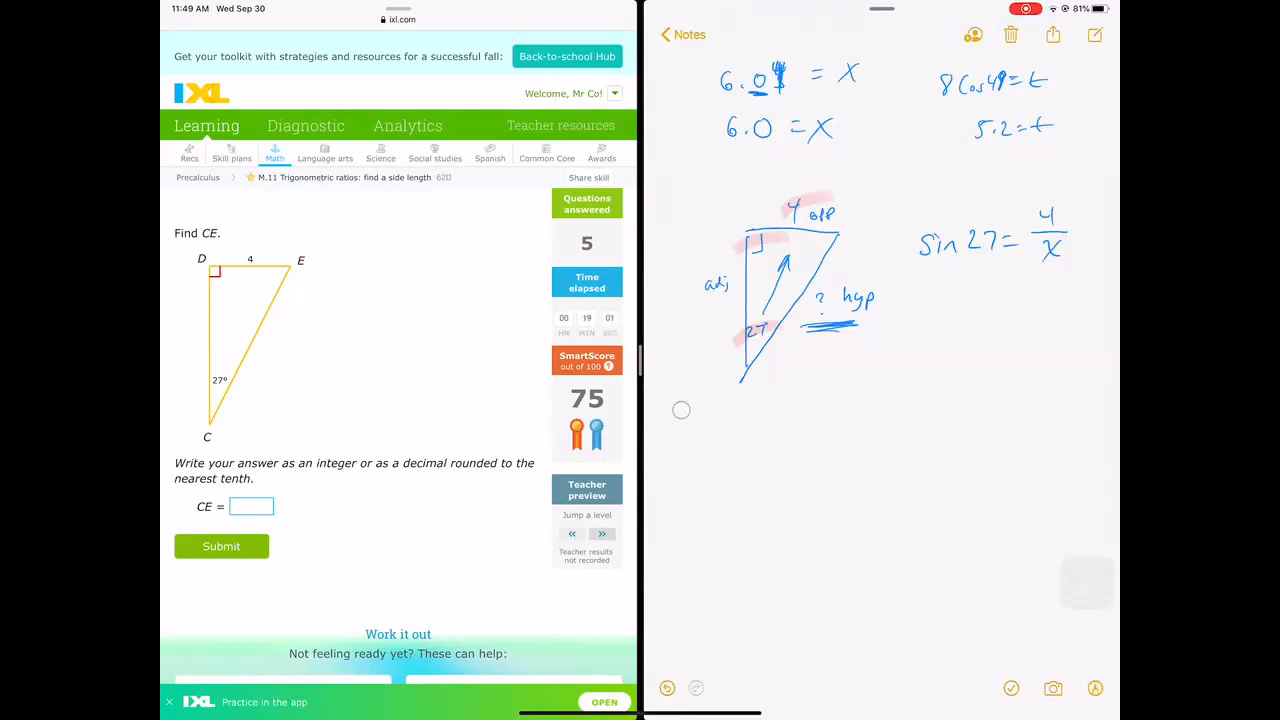 11:49 AM Wed Sep 30
ixl.com
Get your toolkit with strategies and resources for a successful fall: Back-to-school Hub
IXL
Welcome, Mr Co!
Learning Diagnostic Analytics Teacher resources
Recs Skill plans Math Language arts Science Social studies Spanish Common Core Awards
Precalculus > M.11 Trigonometric ratios: find a side length 62D Share skill
Questions answered
5
Time elapsed
00 19 01
HR MIN SEC
SmartScore
out of 100 ?
75
Teacher preview
Jump a level
« »
Teacher results not recorded
Find CE.
D 4 E
27°
C
Write your answer as an integer or as a decimal rounded to the
nearest tenth.
CE =
Submit
Work it out
Not feeling ready yet? These can help:
× IXL Practice in the app OPEN
81%
Notes
6.0 = x
6.0 = x
= t
5.2 = t
4 opp
adj
? hyp
27
sin 27 = 4/x